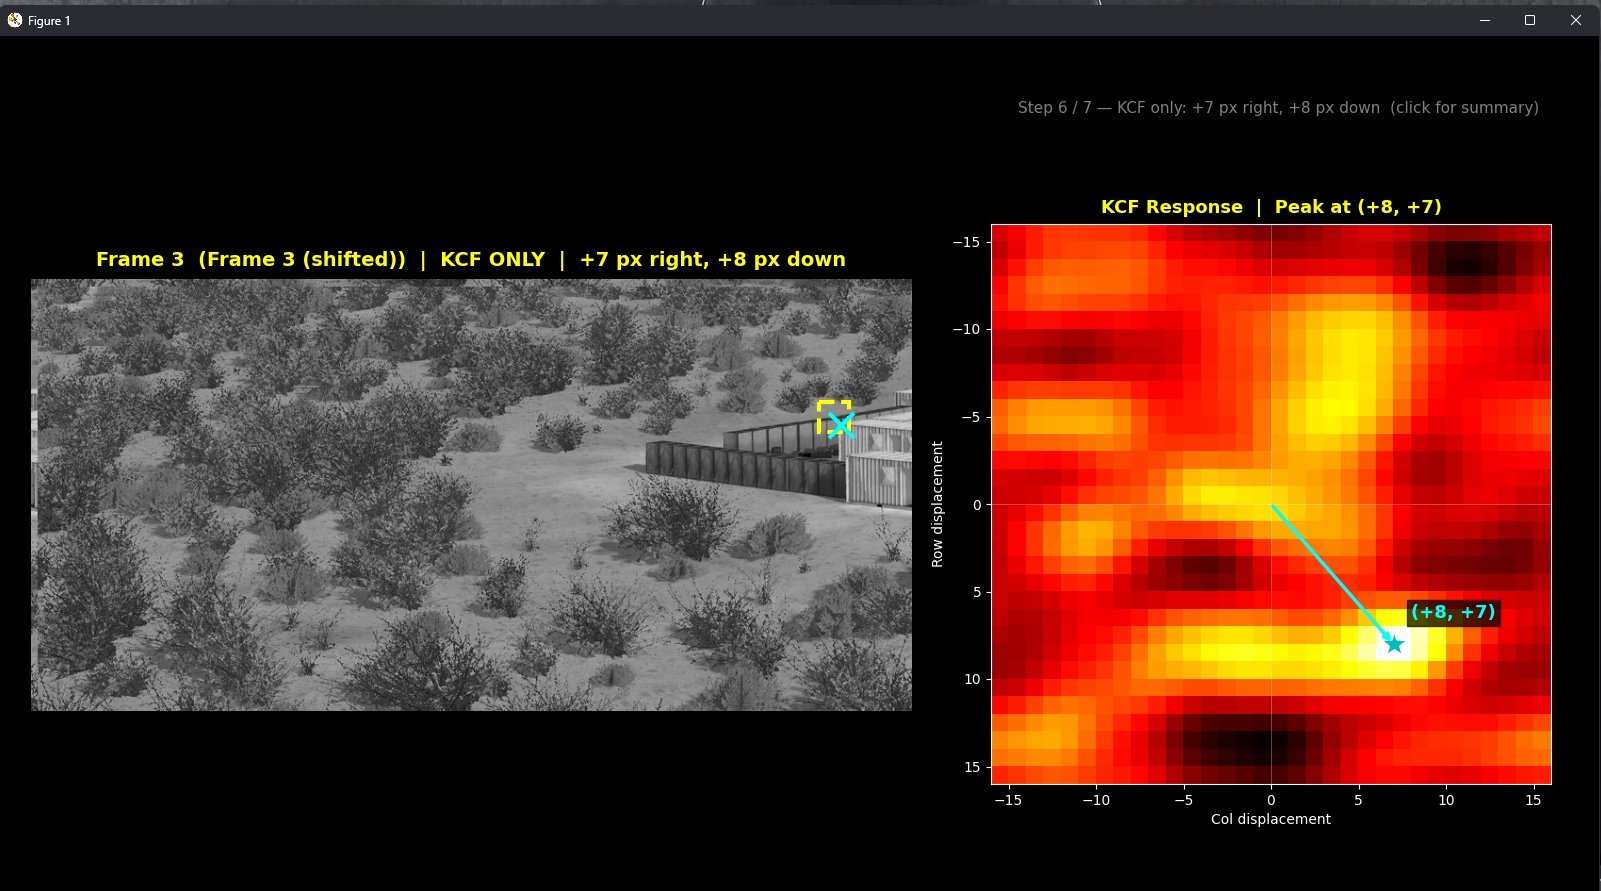 Figure 1
Step 6 / 7 — KCF only: +7 px right, +8 px down  (click for summary)
Frame 3  (Frame 3 (shifted))  |  KCF ONLY  |  +7 px right, +8 px down
KCF Response  |  Peak at (+8, +7)
Row displacement
−15
−10
−5
0
5
10
15
(+8, +7)
−15
−10
−5
0
5
10
15
Col displacement